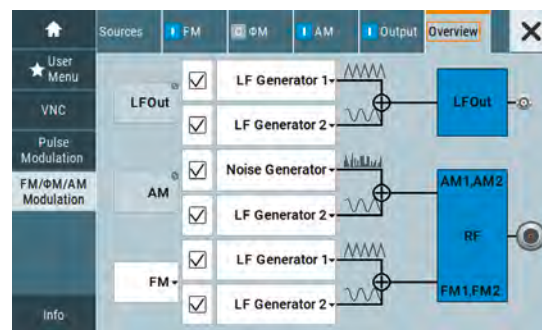 Sources
I FM
ΦM
I AM
I Output
Overview
User
Menu
VNC
Pulse
Modulation
FM/ΦM/AM
Modulation
Info
LFOut
LF Generator 1
LF Generator 2
LFOut
AM
Noise Generator
LF Generator 2
AM1,AM2
RF
FM
LF Generator 1
LF Generator 2
FM1,FM2